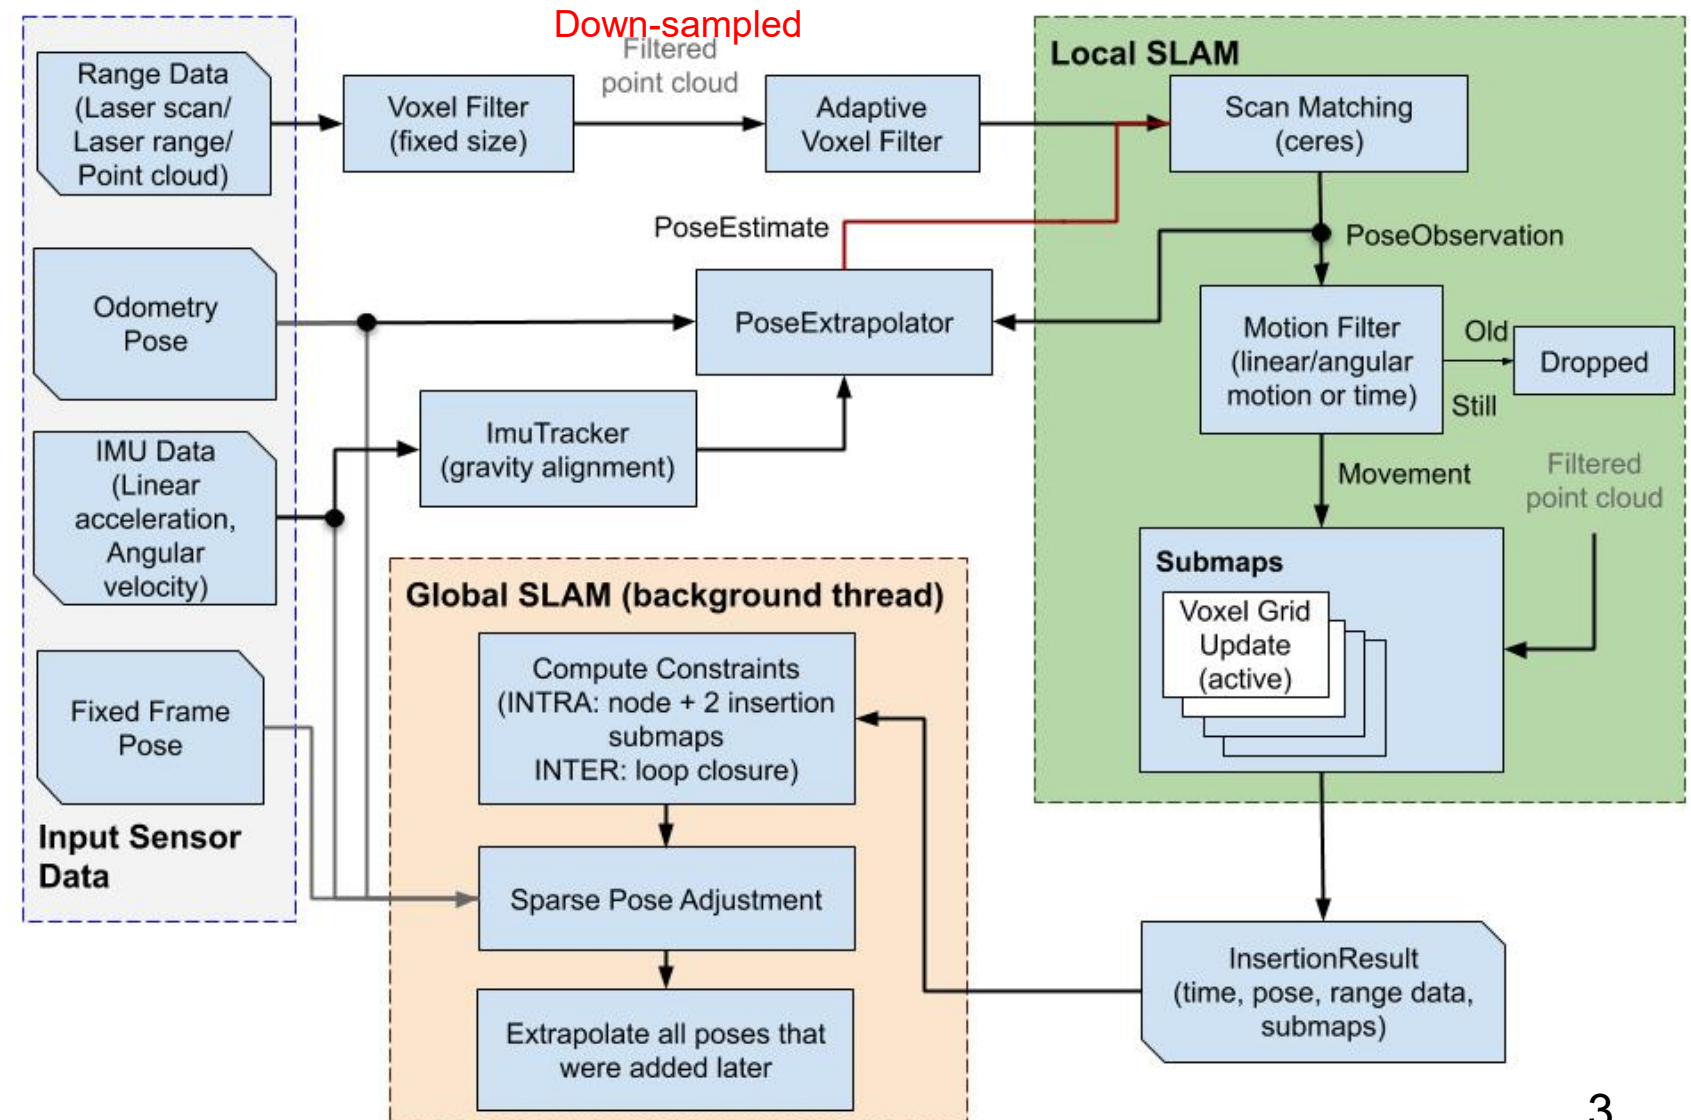 Down-sampled
Filtered
point cloud
Range Data
(Laser scan/
Laser range/
Point cloud)
Voxel Filter
(fixed size)
Adaptive
Voxel Filter
Local SLAM
Scan Matching
(ceres)
PoseEstimate
PoseObservation
Odometry
Pose
PoseExtrapolator
Motion Filter
(linear/angular
motion or time)
Old
Still
Dropped
ImuTracker
(gravity alignment)
IMU Data
(Linear
acceleration,
Angular
velocity)
Movement
Filtered
point cloud
Submaps
Voxel Grid
Update
(active)
Global SLAM (background thread)
Compute Constraints
(INTRA: node + 2 insertion
submaps
INTER: loop closure)
Fixed Frame
Pose
Input Sensor
Data
Sparse Pose Adjustment
Extrapolate all poses that
were added later
InsertionResult
(time, pose, range data,
submaps)
3